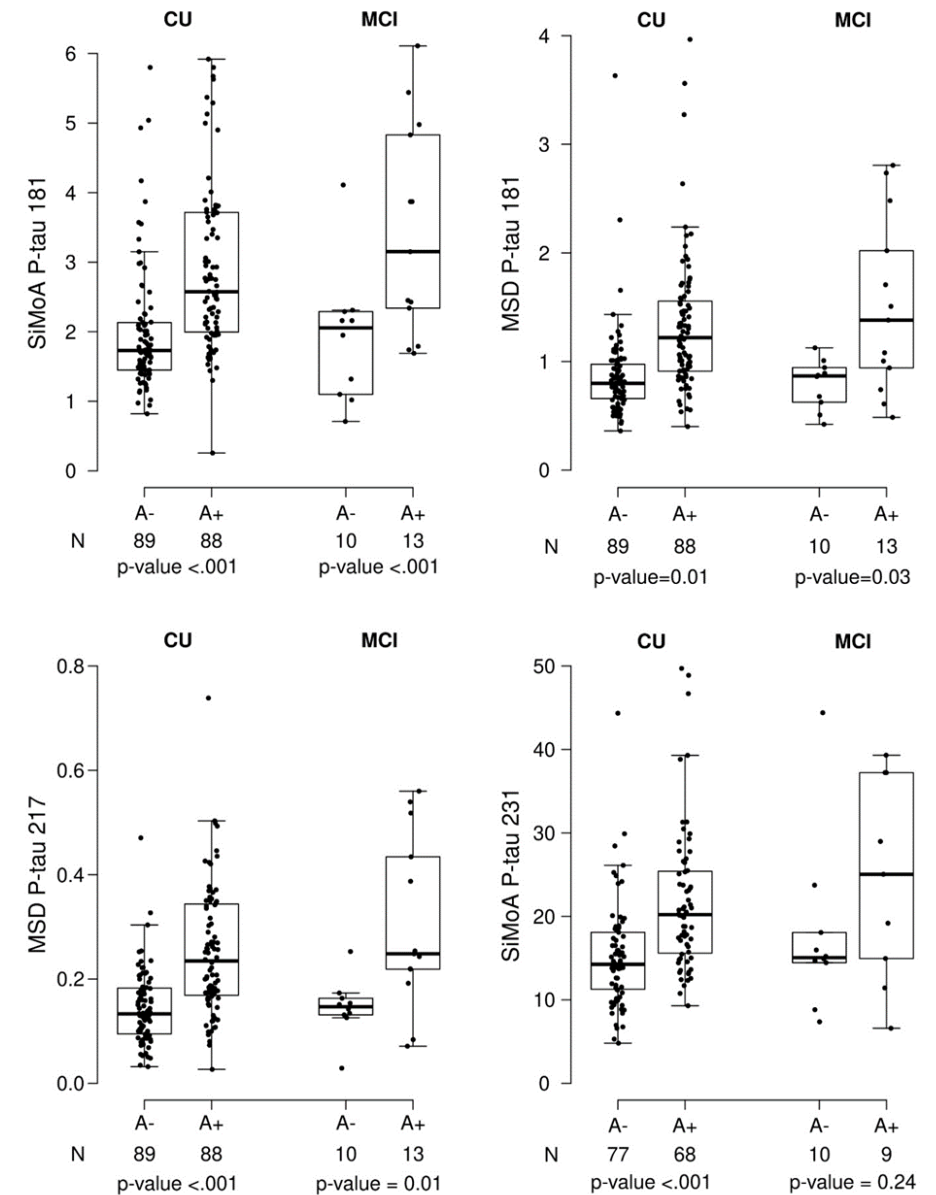 CU MCI
SiMoA P-tau 181
6
5
4
3
2
1
0
A- A+ A- A+
N 89 88 10 13
p-value <.001 p-value <.001
CU MCI
MSD P-tau 181
4
3
2
1
0
A- A+ A- A+
N 89 88 10 13
p-value=0.01 p-value=0.03
CU MCI
MSD P-tau 217
0.8
0.6
0.4
0.2
0.0
A- A+ A- A+
N 89 88 10 13
p-value <.001 p-value = 0.01
CU MCI
SiMoA P-tau 231
50
40
30
20
10
0
A- A+ A- A+
N 77 68 10 9
p-value <.001 p-value = 0.24